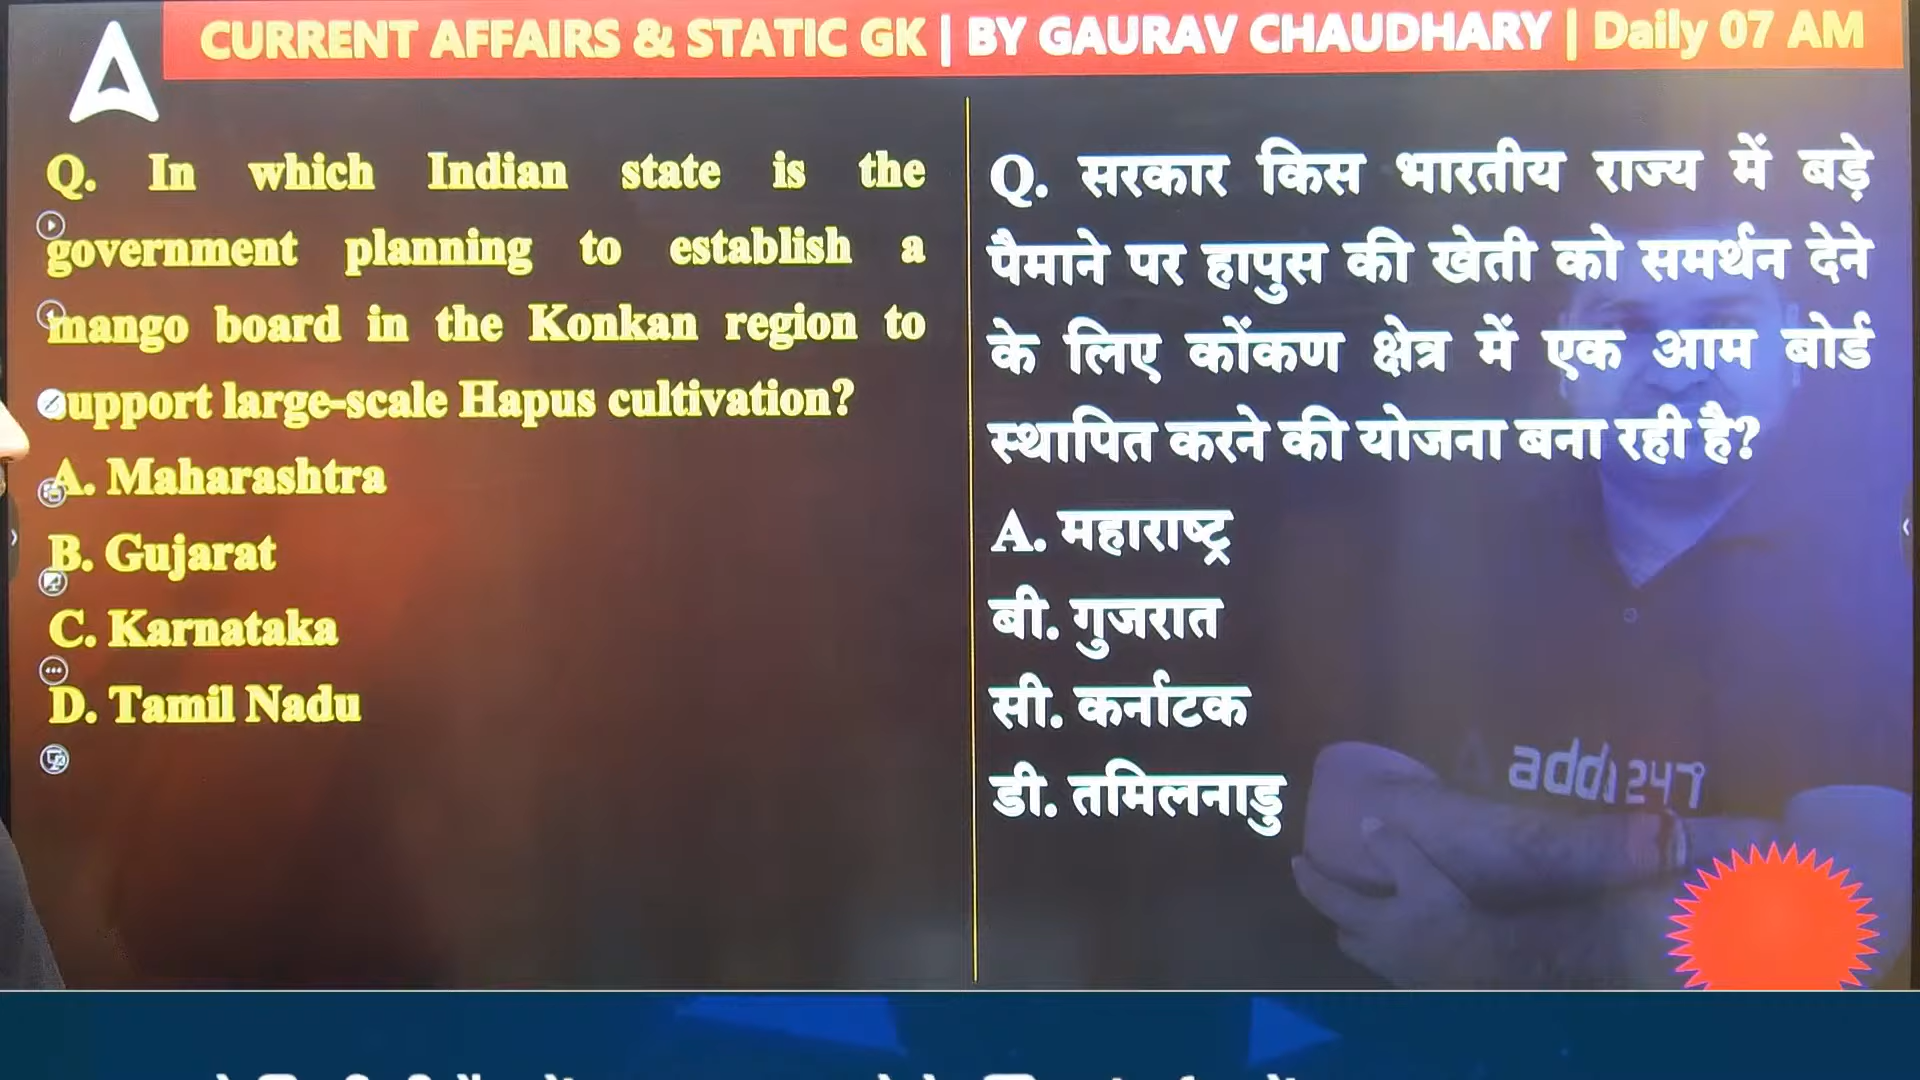 CURRENT AFFAIRS & STATIC GK | BY GAURAV CHAUDHARY | Daily 07 AM
Q. In which Indian state is the
government planning to establish a
mango board in the Konkan region to
support large-scale Hapus cultivation?
A. Maharashtra
B. Gujarat
C. Karnataka
D. Tamil Nadu
Q. सरकार किस भारतीय राज्य में बड़े
पैमाने पर हापुस की खेती को समर्थन देने
के लिए कोंकण क्षेत्र में एक आम बोर्ड
स्थापित करने की योजना बना रही है?
A. महाराष्ट्र
बी. गुजरात
सी. कर्नाटक
डी. तमिलनाडु
adda247